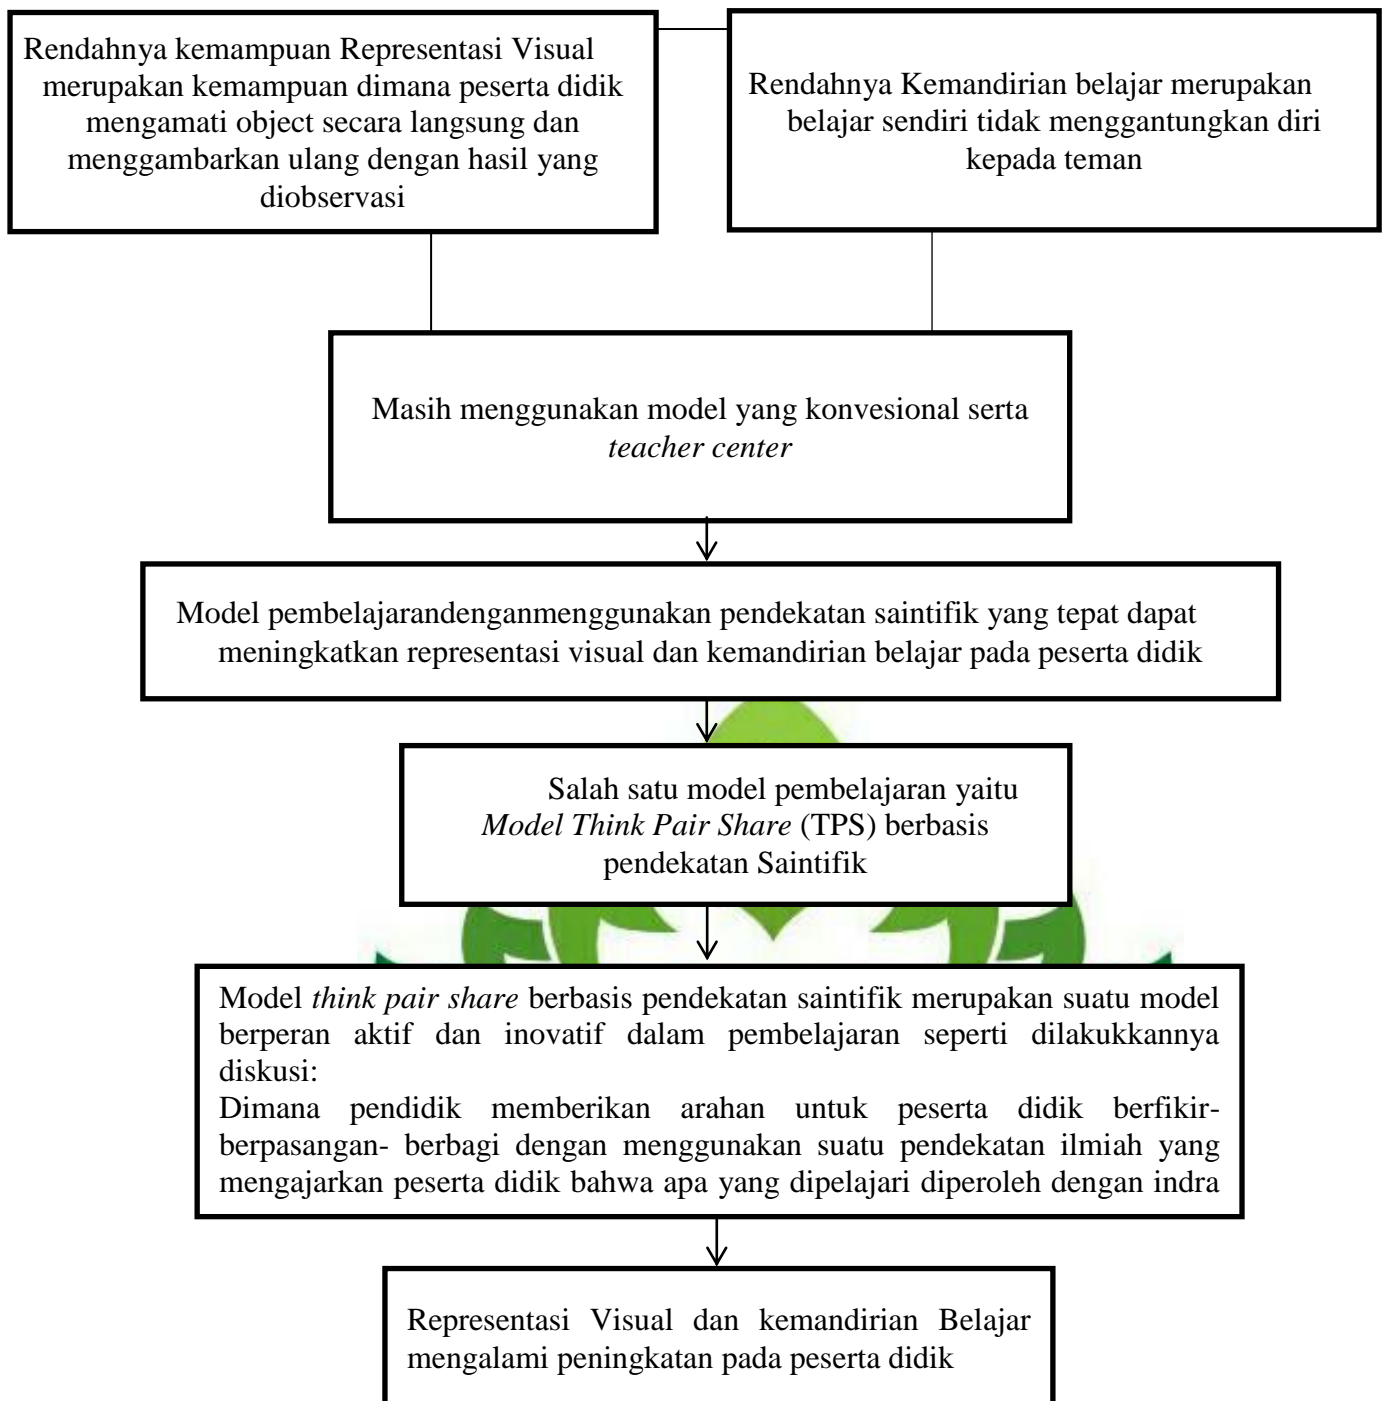 Rendahnya kemampuan Representasi Visual
merupakan kemampuan dimana peserta didik
mengamati object secara langsung dan
menggambarkan ulang dengan hasil yang
diobservasi
Rendahnya Kemandirian belajar merupakan
belajar sendiri tidak menggantungkan diri
kepada teman
Masih menggunakan model yang konvesional serta
teacher center
Model pembelajarandenganmenggunakan pendekatan saintifik yang tepat dapat
meningkatkan representasi visual dan kemandirian belajar pada peserta didik
Salah satu model pembelajaran yaitu
Model Think Pair Share (TPS) berbasis
pendekatan Saintifik
Model think pair share berbasis pendekatan saintifik merupakan suatu model
berperan aktif dan inovatif dalam pembelajaran seperti dilakukkannya
diskusi:
Dimana pendidik memberikan arahan untuk peserta didik berfikir-
berpasangan- berbagi dengan menggunakan suatu pendekatan ilmiah yang
mengajarkan peserta didik bahwa apa yang dipelajari diperoleh dengan indra
Representasi Visual dan kemandirian Belajar
mengalami peningkatan pada peserta didik